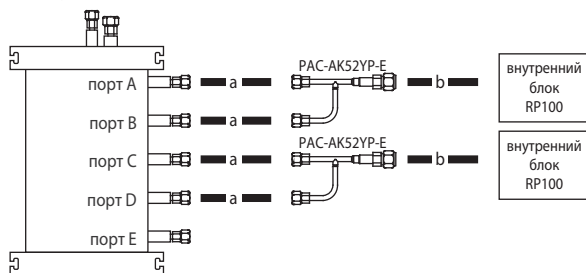 PAC-AK52YP-E
порт A
a
b
внутренний
блок
RP100
порт B
a
PAC-AK52YP-E
порт C
a
b
внутренний
блок
RP100
порт D
a
порт E